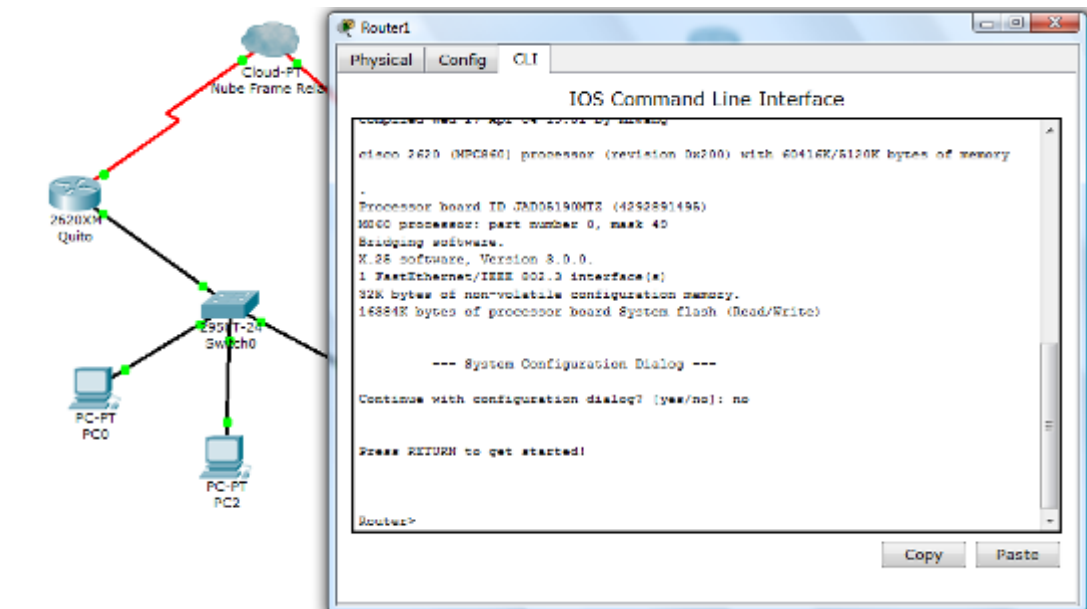 Cloud-PT
Nube Frame Rela
2620XM
Quito
Switch0
PC-PT
PC0
PC-PT
PC2
Router1
Physical
Config
CLI
IOS Command Line Interface
cisco 2620 (MPC860) processor (revision 0x200) with 60416K/5120K bytes of memory
.
Processor board ID (4292891495)
M860 processor: part number 0, mask 49
Bridging software.
X.25 software, Version 3.0.0.
1 FastEthernet/IEEE 802.3 interface(s)
32K bytes of non-volatile configuration memory.
16384K bytes of processor board System flash (Read/Write)
--- System Configuration Dialog ---
Continue with configuration dialog? [yes/no]: no
Press RETURN to get started!
Router>
Copy
Paste